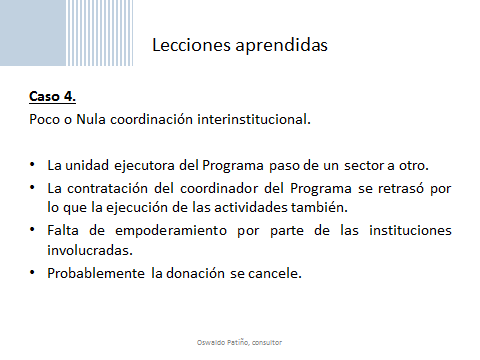 Lecciones aprendidas
Caso 4.
Poco o Nula coordinación interinstitucional.
• La unidad ejecutora del Programa paso de un sector a otro.
• La contratación del coordinador del Programa se retrasó por
lo que la ejecución de las actividades también.
• Falta de empoderamiento por parte de las instituciones
involucradas.
• Probablemente la donación se cancele.
Oswaldo Patiño, consultor